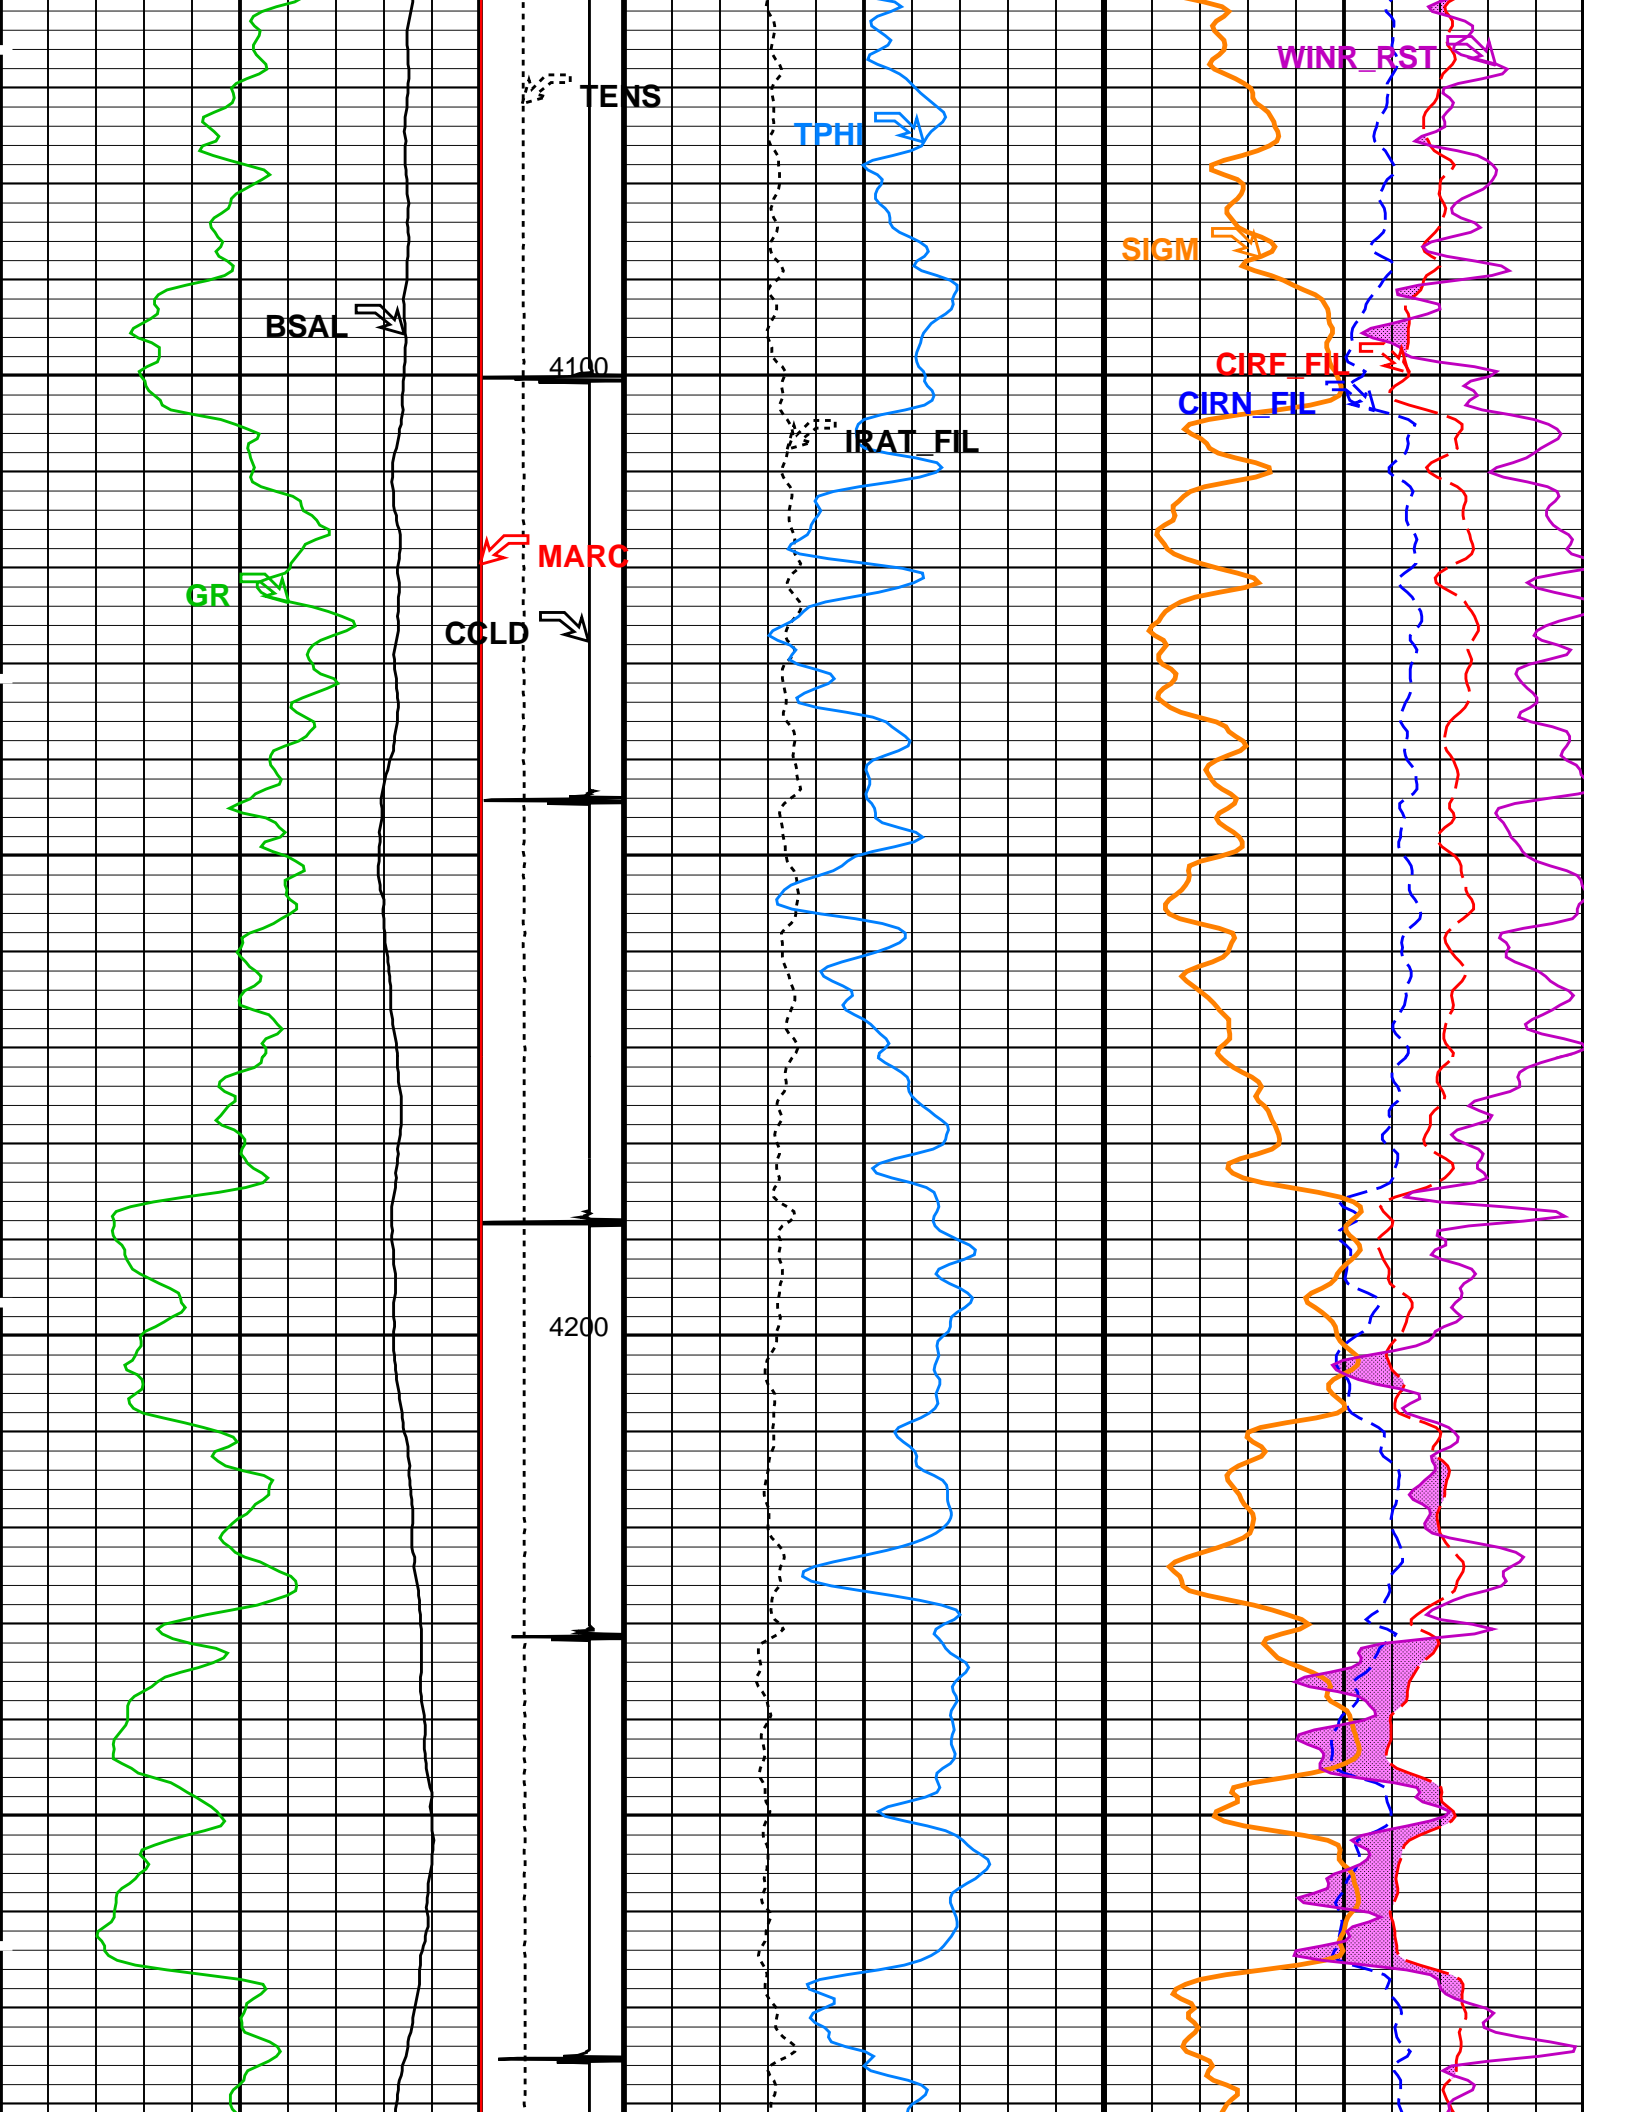 WINR_RST
TENS
TPHI
SIGM
BSAL
4100
CIRF_FIL
CIRN_FIL
IRAT_FIL
MARC
GR
CCLD
4200